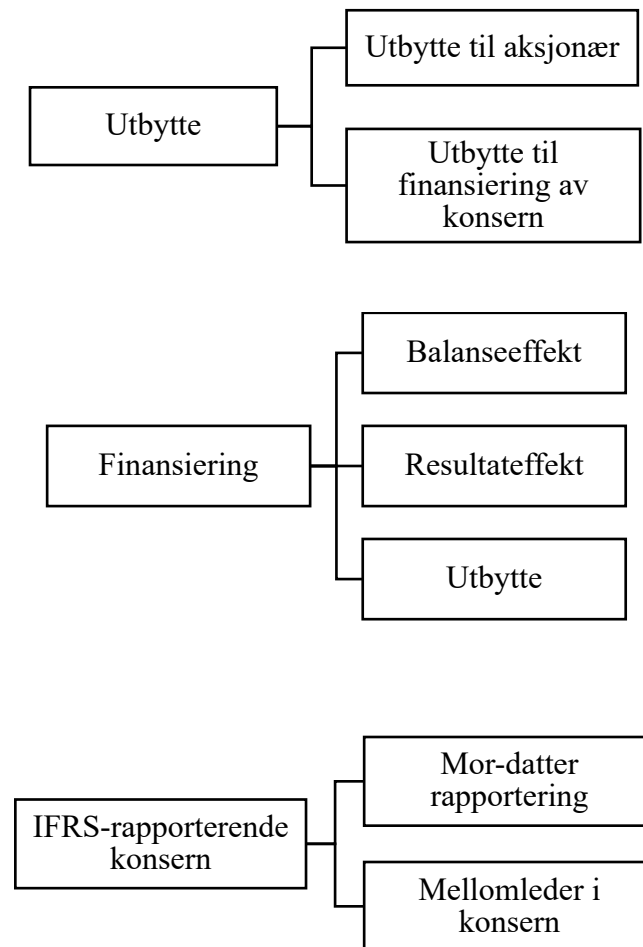 Utbytte
Utbytte til aksjonær
Utbytte til
finansiering av
konsern
Finansiering
Balanseeffekt
Resultateffekt
Utbytte
IFRS-rapporterende
konsern
Mor-datter
rapportering
Mellomleder i
konsern